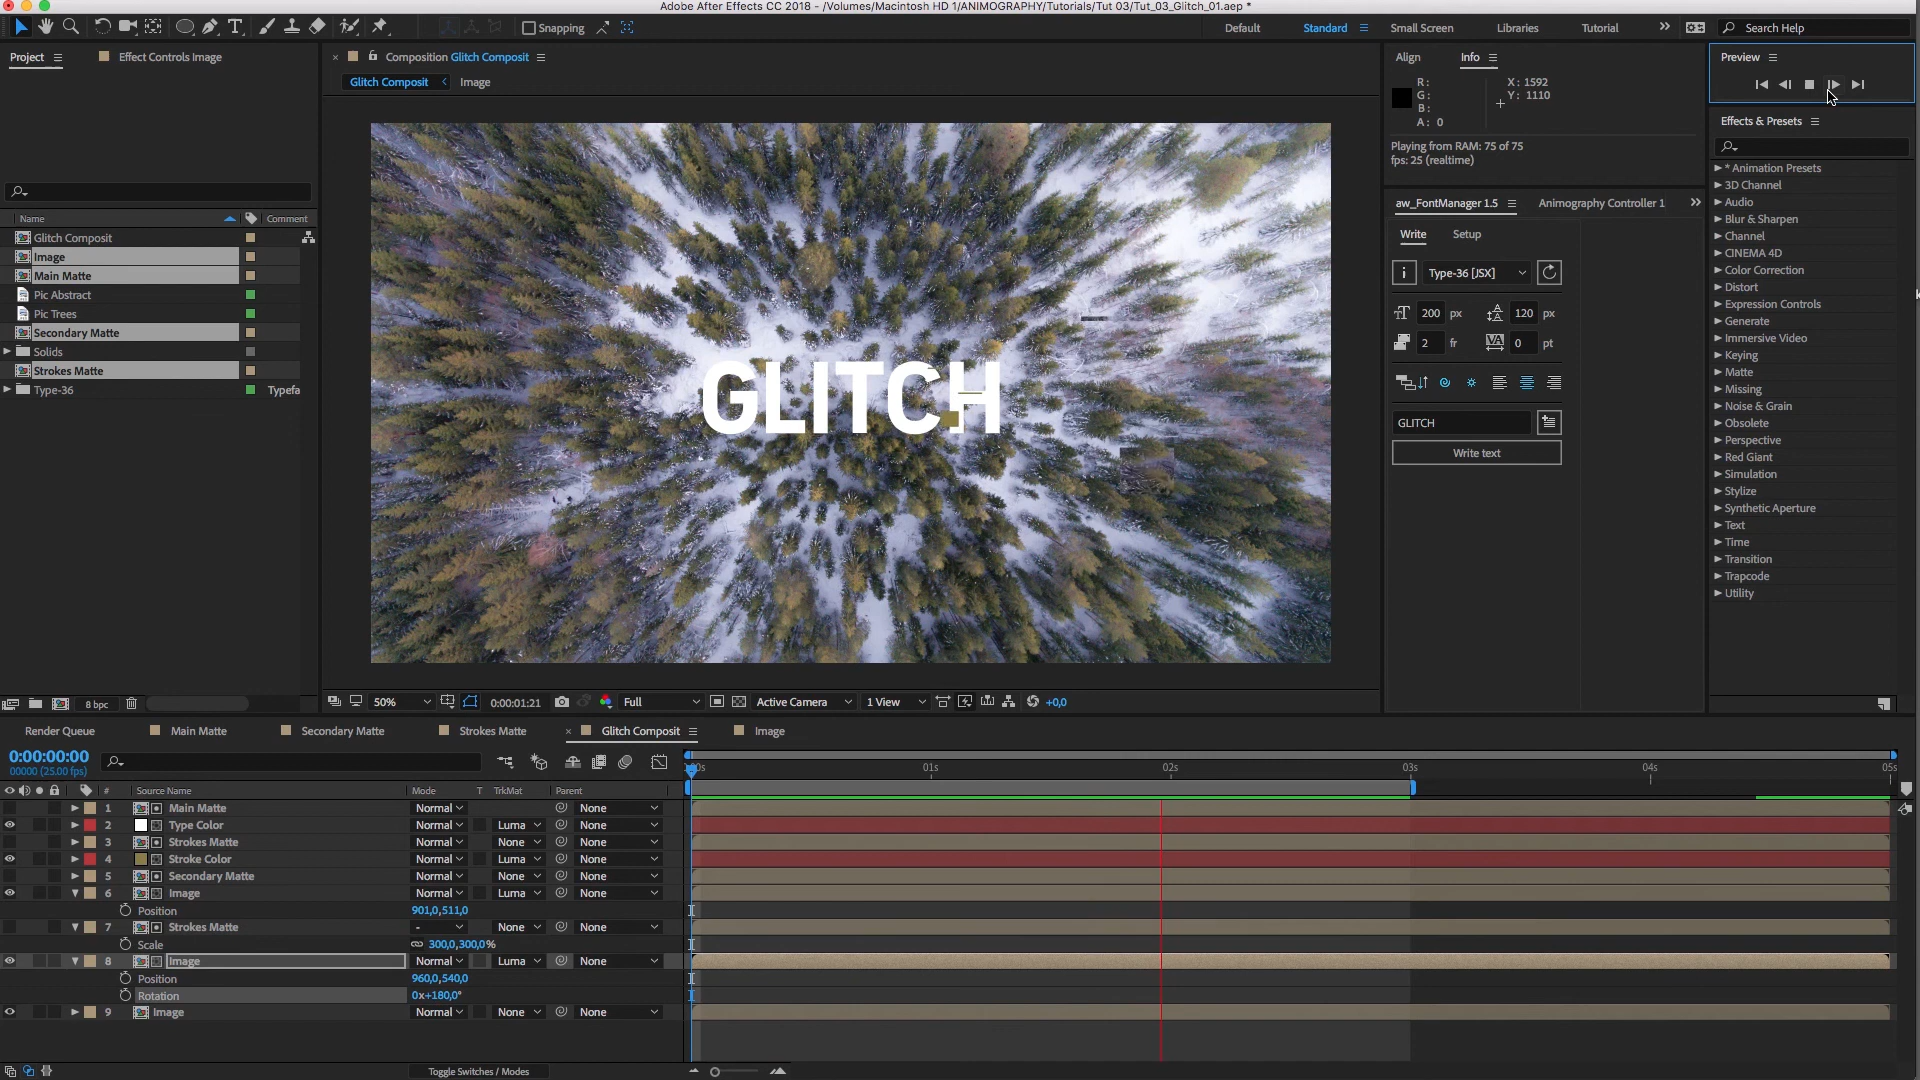 Adobe After Effects CC 2018 - /Volumes/Macintosh HD 1/ANIMOGRAPHY/Tutorials/Tut 03/Tut_03_Glitch_01.aep *
T Snapping Default Standard Small Screen Libraries Tutorial Search Help
Project Effect Controls Image
Composition Glitch Composit
Glitch Composit Image
Align Info
R:
G:
B:
A: 0
X: 1592
Y: 1110
Playing from RAM: 75 of 75
fps: 25 (realtime)
Preview
Name Comment
Glitch Composit
Image
Main Matte
Pic Abstract
Pic Trees
Secondary Matte
Solids
Strokes Matte
Type-36 Typefa
8 bpc
GLITCH
50% 0:00:01:21 Full Active Camera 1 View +0,0
aw_FontManager 1.5 Animography Controller 1
Write Setup
i Type-36 [JSX]
200 px 120 px
2 fr VA 0 pt
GLITCH
Write text
Effects & Presets
* Animation Presets
3D Channel
Audio
Blur & Sharpen
Channel
CINEMA 4D
Color Correction
Distort
Expression Controls
Generate
Immersive Video
Keying
Matte
Missing
Noise & Grain
Obsolete
Perspective
Red Giant
Simulation
Stylize
Synthetic Aperture
Text
Time
Transition
Trapcode
Utility
Render Queue Main Matte Secondary Matte Strokes Matte Glitch Composit Image
0:00:00:00
00000 (25.00 fps)
01s 02s 03s 04s 05s
# Source Name Mode T TrkMat Parent
1 Main Matte Normal None
2 Type Color Normal Luma None
3 Strokes Matte Normal None
4 Stroke Color Normal Luma None
5 Secondary Matte Normal None
6 Image Normal Luma None
Position 901,0,511,0
7 Strokes Matte - None None
Scale 300,0,300,0%
8 Image Normal Luma None
Position 960,0,540,0
Rotation 0x+180,0°
9 Image Normal None None
Toggle Switches / Modes